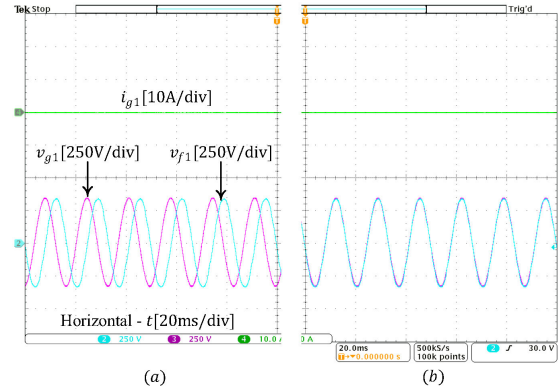 Tek Stop
Trig'd
i_g1[10A/div]
v_g1[250V/div]
v_f1[250V/div]
2
Horizontal - t[20ms/div]
2 250 V
3 250 V
4 10.0 A
20.0ms
T 0.000000 s
500kS/s
100k points
2
30.0 V
(a)
(b)